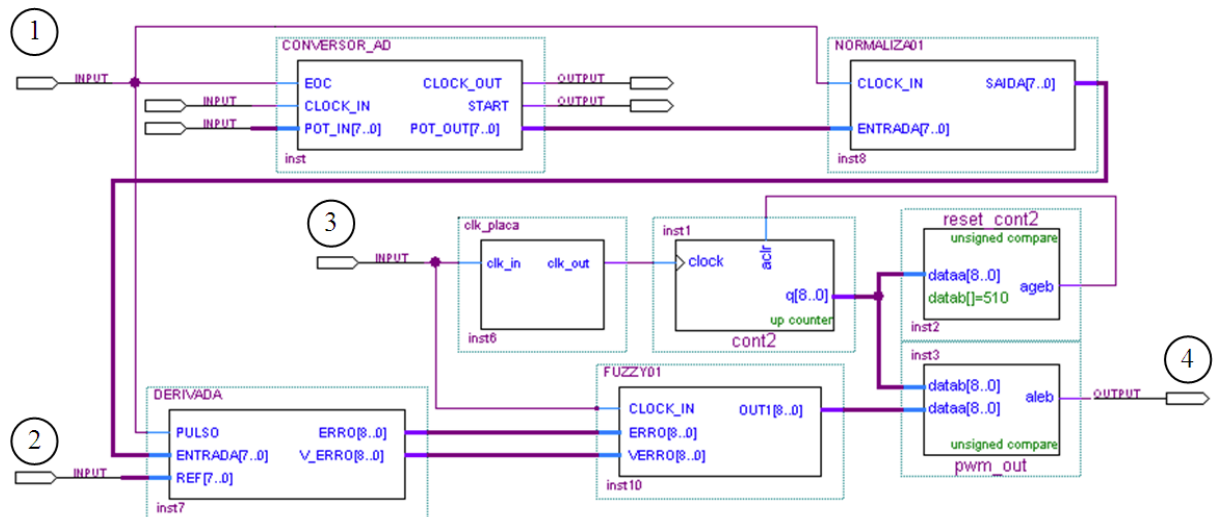 1
INPUT
CONVERSOR_AD
EOC CLOCK_OUT OUTPUT
INPUT CLOCK_IN START OUTPUT
INPUT POT_IN[7..0] POT_OUT[7..0]
inst
NORMALIZA01
CLOCK_IN SAIDA[7..0]
ENTRADA[7..0]
inst8
3
INPUT
clk_placa
clk_in clk_out
inst6
inst1
aclr
clock
q[8..0]
up counter
cont2
reset_cont2
unsigned compare
dataa[8..0]
ageb
datab[]=510
inst2
2
INPUT
DERIVADA
PULSO ERRO[8..0]
ENTRADA[7..0] V_ERRO[8..0]
REF[7..0]
inst7
FUZZY01
CLOCK_IN OUT1[8..0]
ERRO[8..0]
VERRO[8..0]
inst10
inst3
datab[8..0] aleb
dataa[8..0]
unsigned compare
pwm_out
OUTPUT
4